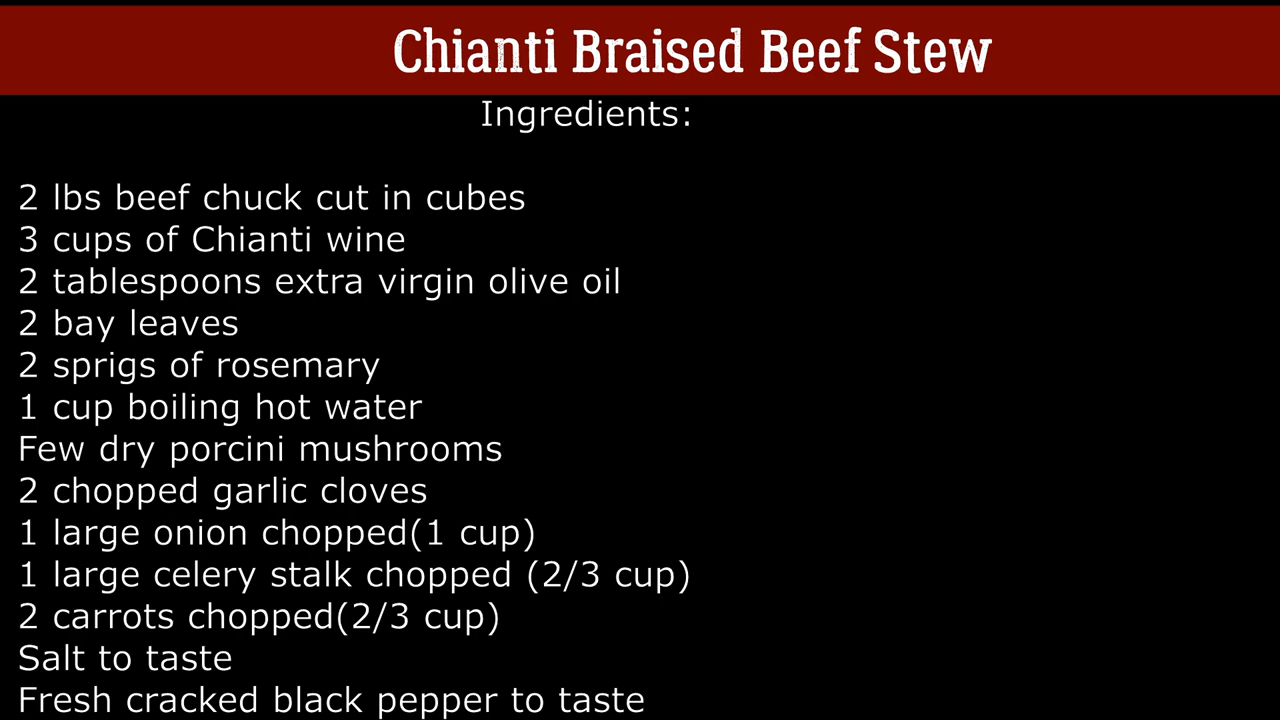 Chianti Braised Beef Stew
Ingredients:
2 lbs beef chuck cut in cubes
3 cups of Chianti wine
2 tablespoons extra virgin olive oil
2 bay leaves
2 sprigs of rosemary
1 cup boiling hot water
Few dry porcini mushrooms
2 chopped garlic cloves
1 large onion chopped(1 cup)
1 large celery stalk chopped (2/3 cup)
2 carrots chopped(2/3 cup)
Salt to taste
Fresh cracked black pepper to taste